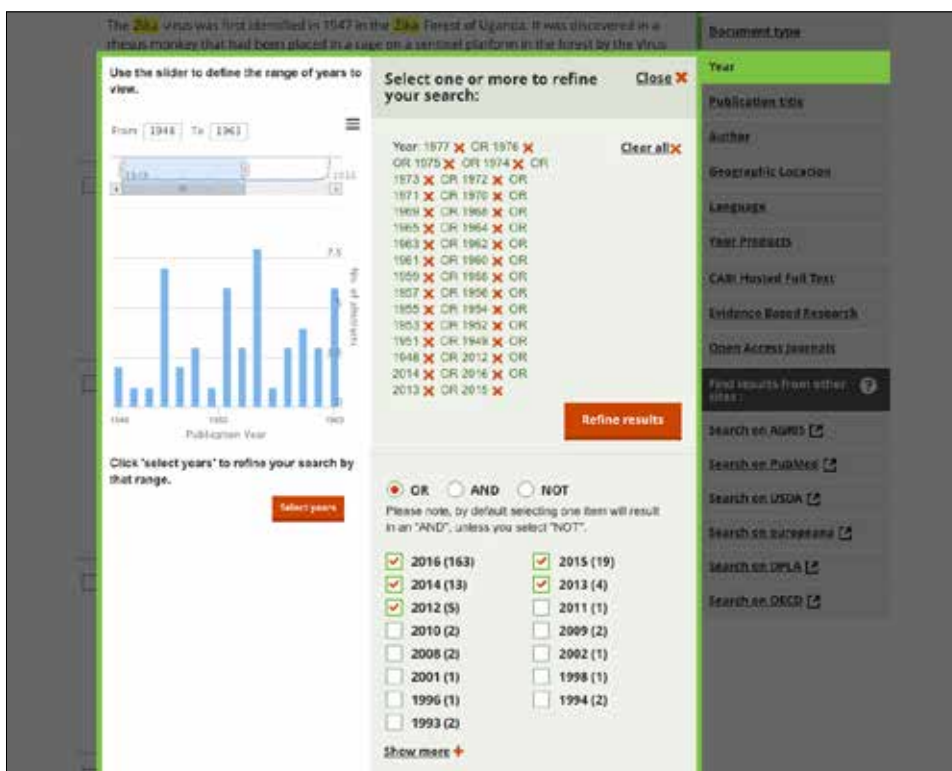 The Zika virus was first identified in 1947 in the Zika Forest of Uganda. It was discovered in a
rhesus monkey that had been placed in a cage on a sentinel platform in the forest by the Virus
Use the slider to define the range of years to
view.
From 1948 To 1963
7.5
Publication Year
Click 'select years' to refine your search by
that range.
Select years
Select one or more to refine
your search:
Close
Year: 1977 OR 1976
OR 1975 OR 1974 OR
1973 OR 1972 OR
1971 OR 1970 OR
1969 OR 1968 OR
1965 OR 1964 OR
1963 OR 1962 OR
1961 OR 1960 OR
1959 OR 1958 OR
1957 OR 1956 OR
1955 OR 1954 OR
1953 OR 1952 OR
1951 OR 1949 OR
1948 OR 2012 OR
2014 OR 2016 OR
2013 OR 2015
Clear all
Refine results
OR AND NOT
Please note, by default selecting one item will result
in an "AND", unless you select "NOT".
2016 (163) 2015 (19)
2014 (13) 2013 (4)
2012 (5) 2011 (1)
2010 (2) 2009 (2)
2008 (2) 2002 (1)
2001 (1) 1998 (1)
1996 (1) 1994 (2)
1993 (2)
Show more +
Document type
Year
Publication title
Author
Geographic Location
Language
Your Products
CABI Hosted Full Text
Evidence Based Research
Open Access Journals
Find results from other
sites :
?
Search on AGRIS
Search on PubMed
Search on USDA
Search on europeana
Search on DPLA
Search on OECD